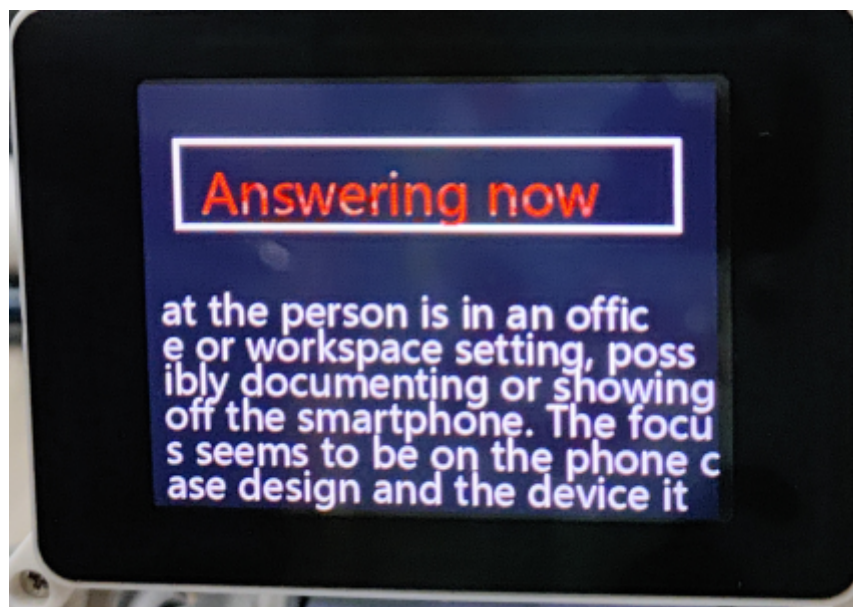 Answering now
at the person is in an offic
e or workspace setting, poss
ibly documenting or showing
off the smartphone. The focu
s seems to be on the phone c
ase design and the device it